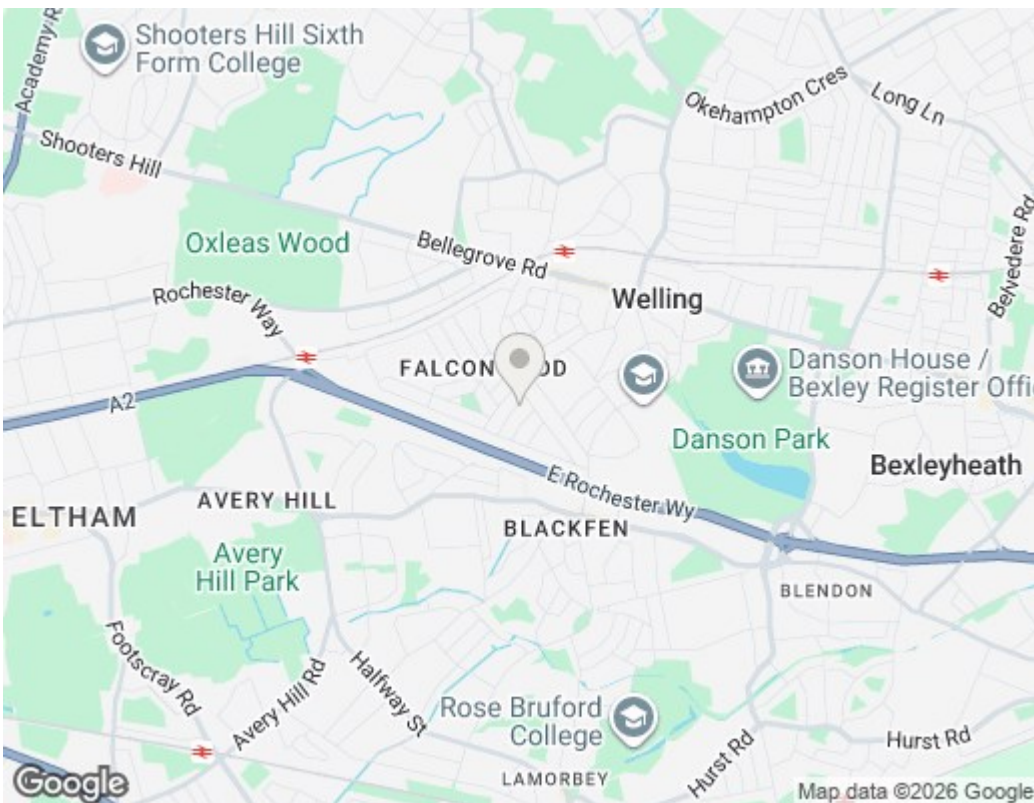 Academy R
Shooters Hill Sixth
Form College
Okehampton Cres
Long Ln
Shooters Hill
Belvedere Rd
Oxleas Wood
Bellegrove Rd
Rochester
Way
Welling
FALCON OD
Danson House /
Bexley Register Offi
A2
Danson Park
Bexleyheath
E Rochester Wy
AVERY HILL
ELTHAM
BLACKFEN
Avery
Hill Park
BLENDON
Footscray Rd
Avery Hill Rd
Halfway St
Rose Bruford
College
Hurst Rd
Hurst Rd
LAMORBEY
Google
Map data ©2026 Google